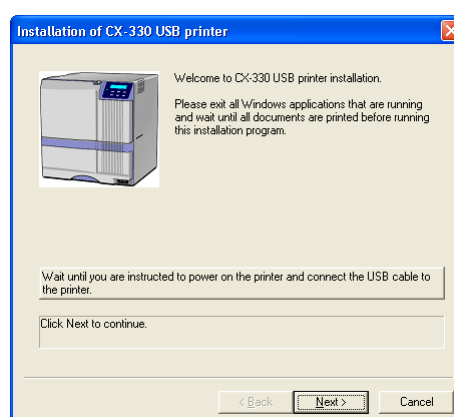 Installation of CX-330 USB printer
Welcome to CX-330 USB printer installation.
Please exit all Windows applications that are running
and wait until all documents are printed before running
this installation program.
Wait until you are instructed to power on the printer and connect the USB cable to
the printer.
Click Next to continue.
< Back
Next >
Cancel